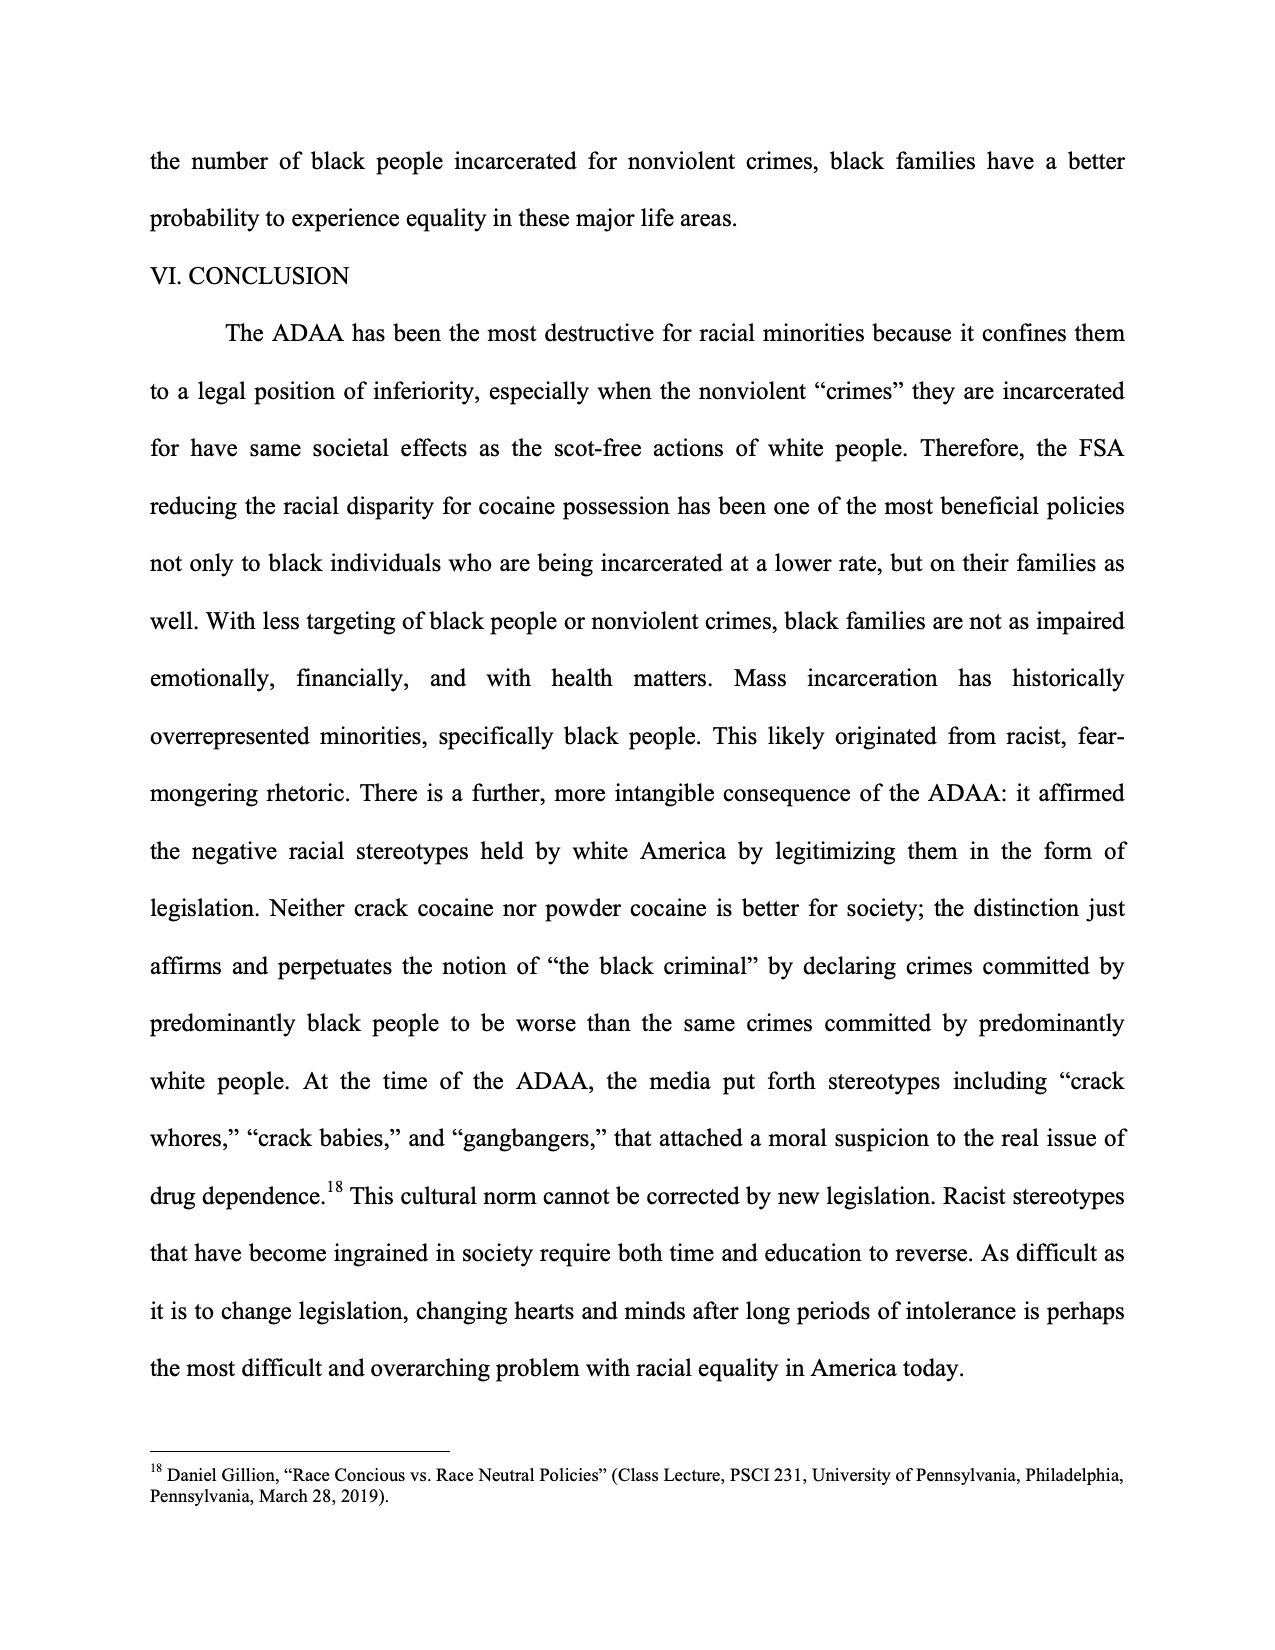 the number of black people incarcerated for nonviolent crimes, black families have a better
probability to experience equality in these major life areas.
VI. CONCLUSION
The ADAA has been the most destructive for racial minorities because it confines them
to a legal position of inferiority, especially when the nonviolent “crimes” they are incarcerated
for have same societal effects as the scot-free actions of white people. Therefore, the FSA
reducing the racial disparity for cocaine possession has been one of the most beneficial policies
not only to black individuals who are being incarcerated at a lower rate, but on their families as
well. With less targeting of black people or nonviolent crimes, black families are not as impaired
emotionally, financially, and with health matters. Mass incarceration has historically
overrepresented minorities, specifically black people. This likely originated from racist, fear-
mongering rhetoric. There is a further, more intangible consequence of the ADAA: it affirmed
the negative racial stereotypes held by white America by legitimizing them in the form of
legislation. Neither crack cocaine nor powder cocaine is better for society; the distinction just
affirms and perpetuates the notion of “the black criminal” by declaring crimes committed by
predominantly black people to be worse than the same crimes committed by predominantly
white people. At the time of the ADAA, the media put forth stereotypes including “crack
whores,” “crack babies,” and “gangbangers,” that attached a moral suspicion to the real issue of
drug dependence.18 This cultural norm cannot be corrected by new legislation. Racist stereotypes
that have become ingrained in society require both time and education to reverse. As difficult as
it is to change legislation, changing hearts and minds after long periods of intolerance is perhaps
the most difficult and overarching problem with racial equality in America today.
18 Daniel Gillion, “Race Concious vs. Race Neutral Policies” (Class Lecture, PSCI 231, University of Pennsylvania, Philadelphia,
Pennsylvania, March 28, 2019).